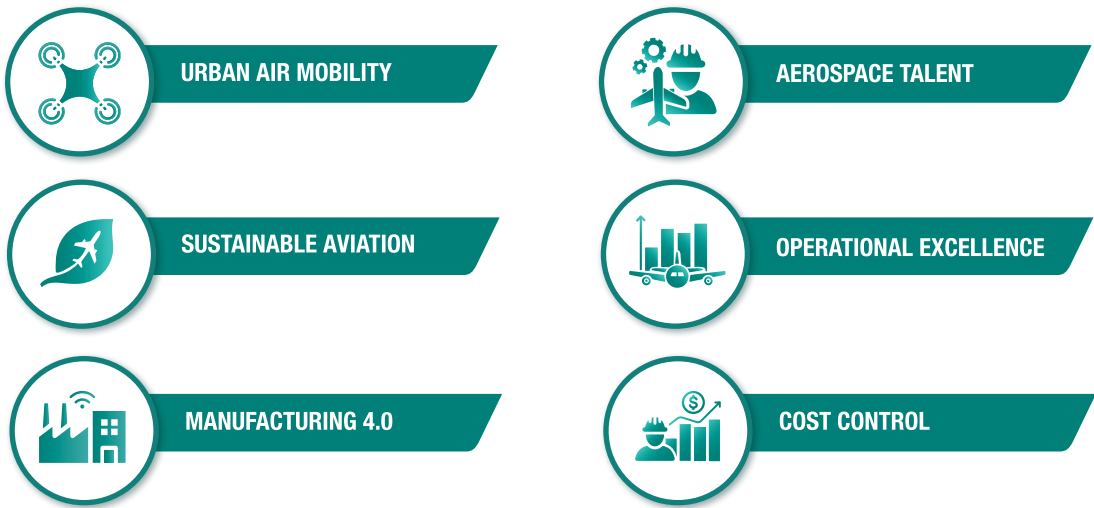 URBAN AIR MOBILITY
AEROSPACE TALENT
SUSTAINABLE AVIATION
OPERATIONAL EXCELLENCE
MANUFACTURING 4.0
$
COST CONTROL